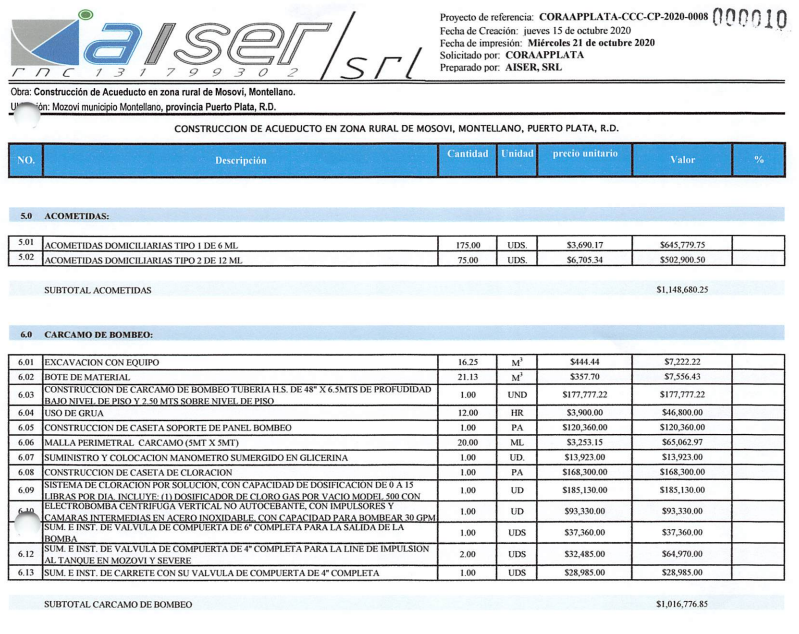 aiser srl
rnc 131799302
Proyecto de referencia: CORAAPPLATA-CCC-CP-2020-0008 000010
Fecha de Creación: jueves 15 de octubre 2020
Fecha de impresión: Miércoles 21 de octubre 2020
Solicitado por: CORAAPPLATA
Preparado por: AISER, SRL
Obra: Construcción de Acueducto en zona rural de Mosovi, Montellano.
ón: Mozovi municipio Montellano, provincia Puerto Plata, R.D.
CONSTRUCCION DE ACUEDUCTO EN ZONA RURAL DE MOSOVI, MONTELLANO, PUERTO PLATA, R.D.
NO. Descripción Cantidad Unidad precio unitario Valor %
5.0 ACOMETIDAS:
5.01 ACOMETIDAS DOMICILIARIAS TIPO 1 DE 6 ML 175.00 UDS. $3,690.17 $645,779.75
5.02 ACOMETIDAS DOMICILIARIAS TIPO 2 DE 12 ML 75.00 UDS. $6,705.34 $502,900.50
SUBTOTAL ACOMETIDAS $1,148,680.25
6.0 CARCAMO DE BOMBEO:
6.01 EXCAVACION CON EQUIPO 16.25 M³ $444.44 $7,222.22
6.02 BOTE DE MATERIAL 21.13 M³ $357.70 $7,556.43
CONSTRUCCION DE CARCAMO DE BOMBEO TUBERIA H.S. DE 48" X 6.5MTS DE PROFUDIDAD
6.03 BAJO NIVEL DE PISO Y 2.50 MTS SOBRE NIVEL DE PISO 1.00 UND $177,777.22 $177,777.22
6.04 USO DE GRUA 12.00 HR $3,900.00 $46,800.00
6.05 CONSTRUCCION DE CASETA SOPORTE DE PANEL BOMBEO 1.00 PA $120,360.00 $120,360.00
6.06 MALLA PERIMETRAL CARCAMO (5MT X 5MT) 20.00 ML $3,253.15 $65,062.97
6.07 SUMINISTRO Y COLOCACION MANOMETRO SUMERGIDO EN GLICERINA 1.00 UD. $13,923.00 $13,923.00
6.08 CONSTRUCCION DE CASETA DE CLORACION 1.00 PA $168,300.00 $168,300.00
SISTEMA DE CLORACION POR SOLUCION, CON CAPACIDAD DE DOSIFICACION DE 0 A 15
6.09 LIBRAS POR DIA, INCLUYE: (1) DOSIFICADOR DE CLORO GAS POR VACIO MODEL 500 CON 1.00 UD $185,130.00 $185,130.00
ELECTROBOMBA CENTRIFUGA VERTICAL NO AUTOCEBANTE, CON IMPULSORES Y
6.10 CAMARAS INTERMEDIAS EN ACERO INOXIDABLE, CON CAPACIDAD PARA BOMBEAR 30 GPM 1.00 UD $93,330.00 $93,330.00
SUM. E INST. DE VALVULA DE COMPUERTA DE 6" COMPLETA PARA LA SALIDA DE LA
BOMBA 1.00 UDS $37,360.00 $37,360.00
SUM. E INST. DE VALVULA DE COMPUERTA DE 4" COMPLETA PARA LA LINE DE IMPULSION
6.12 AL TANQUE EN MOZOVI Y SEVERE 2.00 UDS $32,485.00 $64,970.00
6.13 SUM. E INST. DE CARRETE CON SU VALVULA DE COMPUERTA DE 4" COMPLETA 1.00 UDS $28,985.00 $28,985.00
SUBTOTAL CARCAMO DE BOMBEO $1,016,776.85